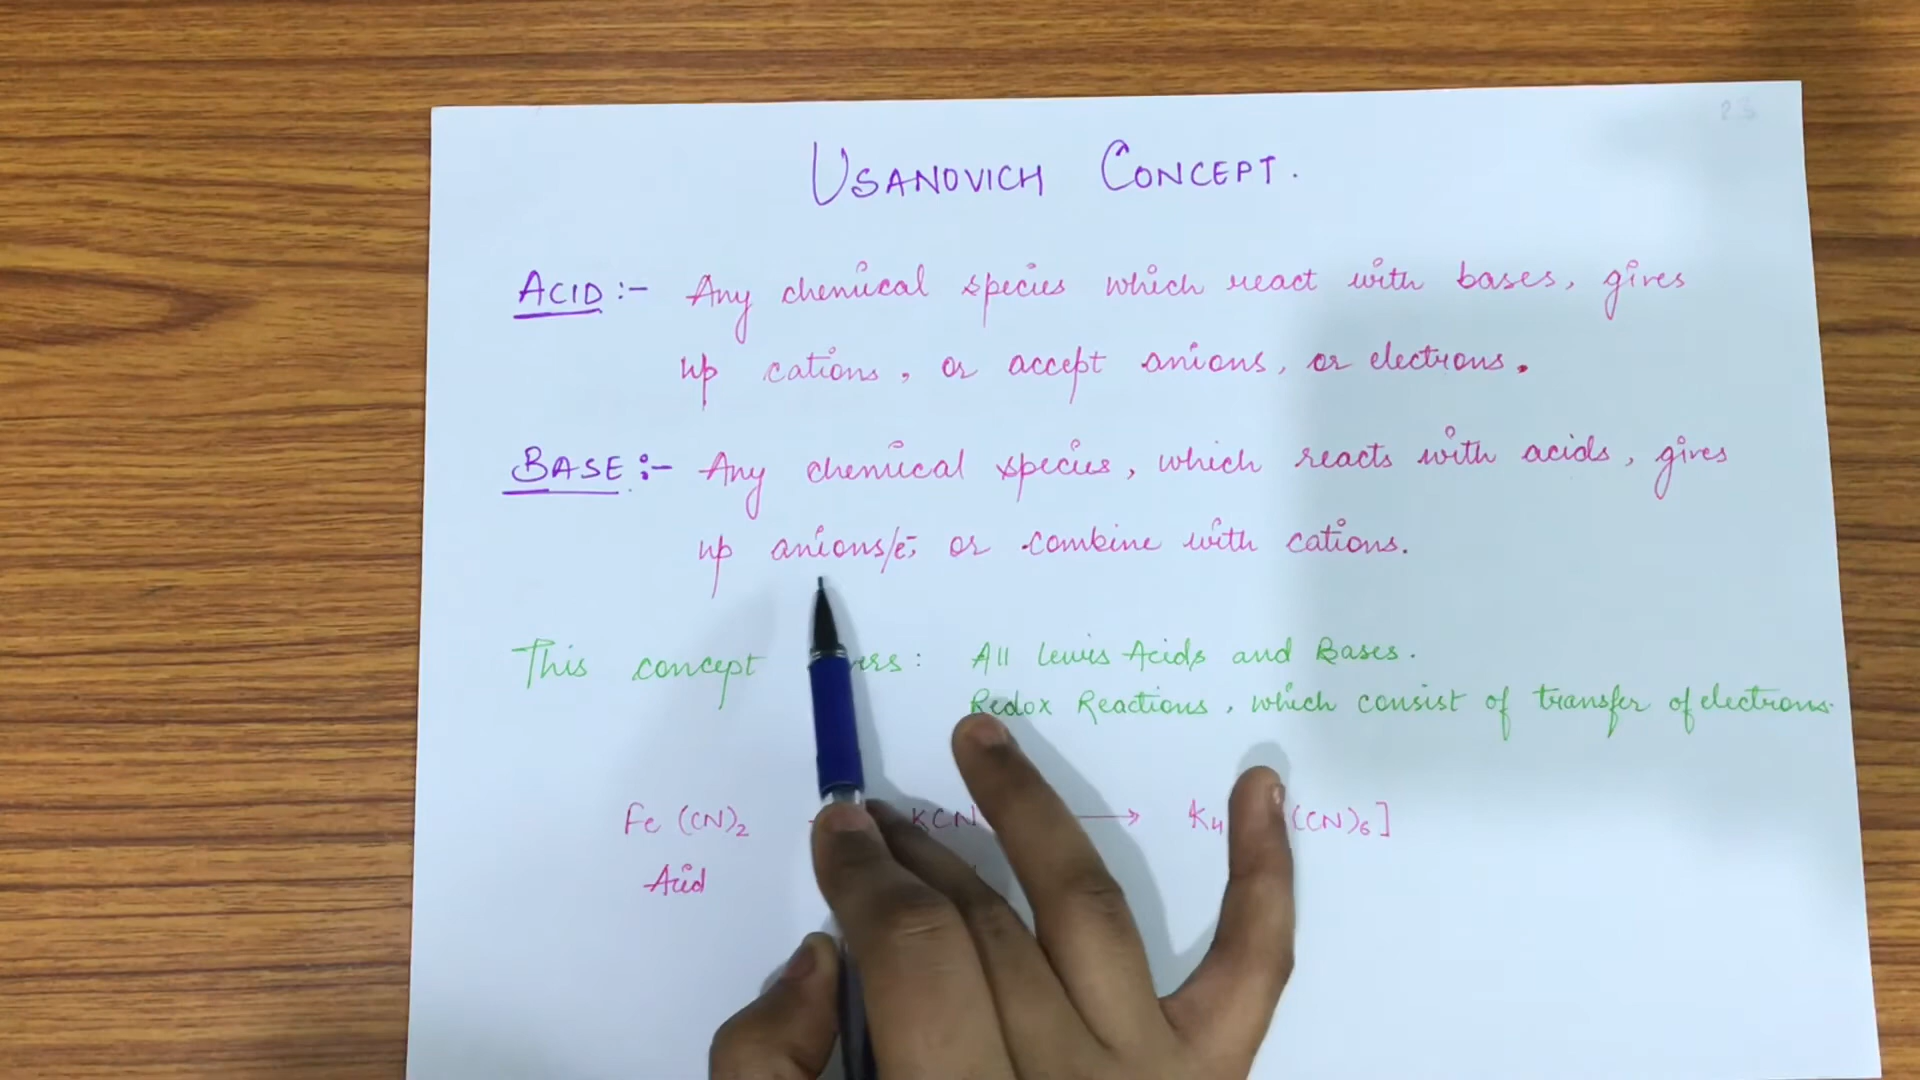 USANOVICH CONCEPT.
ACID :- Any chemical species which react with bases, gives
up cations, or accept anions, or electrons.
BASE :- Any chemical species, which reacts with acids, gives
up anions/e-, or combine with cations.
This concept : All Lewis Acids and Bases.
Redox Reactions, which consist of transfer of electrons.
Fe (CN)2 KCN → K4 (CN)6]
Acid